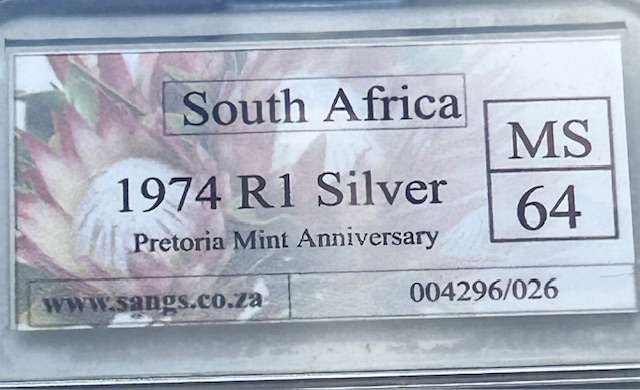 South Africa
MS
1974 R1 Silver
64
Pretoria Mint Anniversary
www.sangs.co.za
004296/026